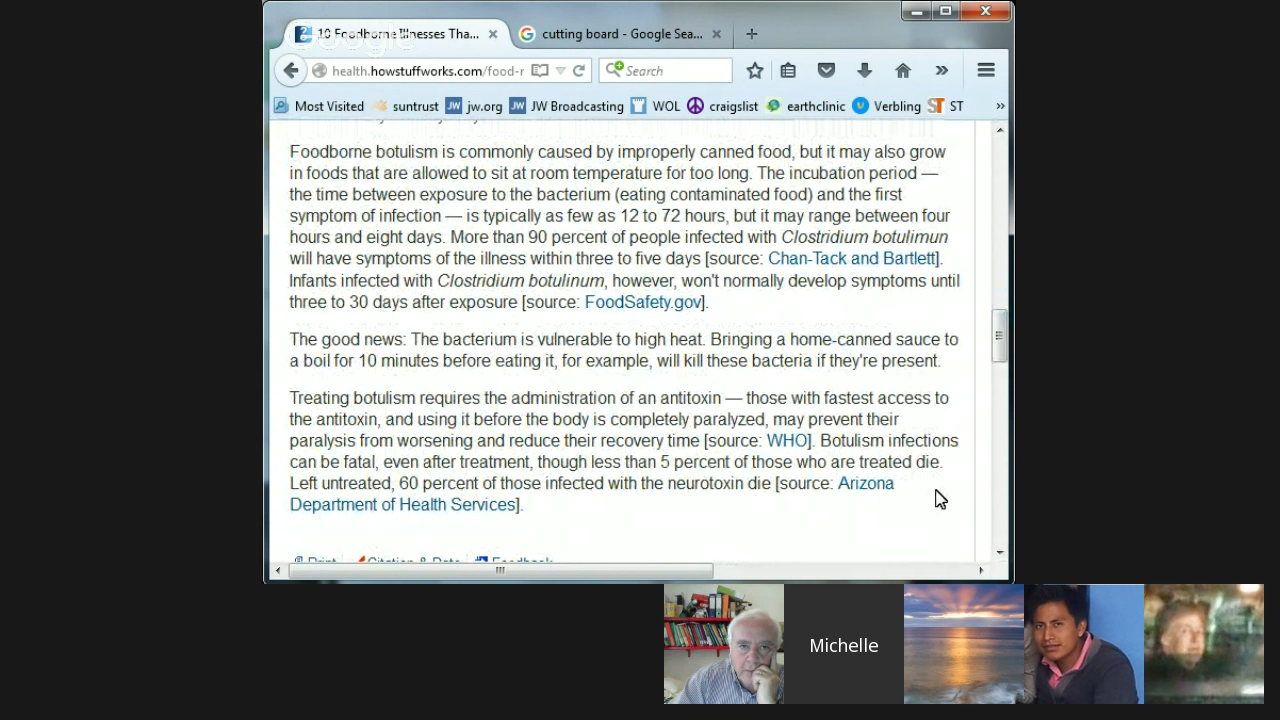 10 Foodborne Illnesses Tha...
cutting board - Google Sea...
Google
health.howstuffworks.com/food-r
Search
Most Visited suntrust jw.org JW Broadcasting WOL craigslist earthclinic Verbling ST »
Foodborne botulism is commonly caused by improperly canned food, but it may also grow
in foods that are allowed to sit at room temperature for too long. The incubation period —
the time between exposure to the bacterium (eating contaminated food) and the first
symptom of infection — is typically as few as 12 to 72 hours, but it may range between four
hours and eight days. More than 90 percent of people infected with Clostridium botulimun
will have symptoms of the illness within three to five days [source: Chan-Tack and Bartlett].
Infants infected with Clostridium botulinum, however, won't normally develop symptoms until
three to 30 days after exposure [source: FoodSafety.gov].
The good news: The bacterium is vulnerable to high heat. Bringing a home-canned sauce to
a boil for 10 minutes before eating it, for example, will kill these bacteria if they're present.
Treating botulism requires the administration of an antitoxin — those with fastest access to
the antitoxin, and using it before the body is completely paralyzed, may prevent their
paralysis from worsening and reduce their recovery time [source: WHO]. Botulism infections
can be fatal, even after treatment, though less than 5 percent of those who are treated die.
Left untreated, 60 percent of those infected with the neurotoxin die [source: Arizona
Department of Health Services].
Print Citation & Date Feedback
Michelle